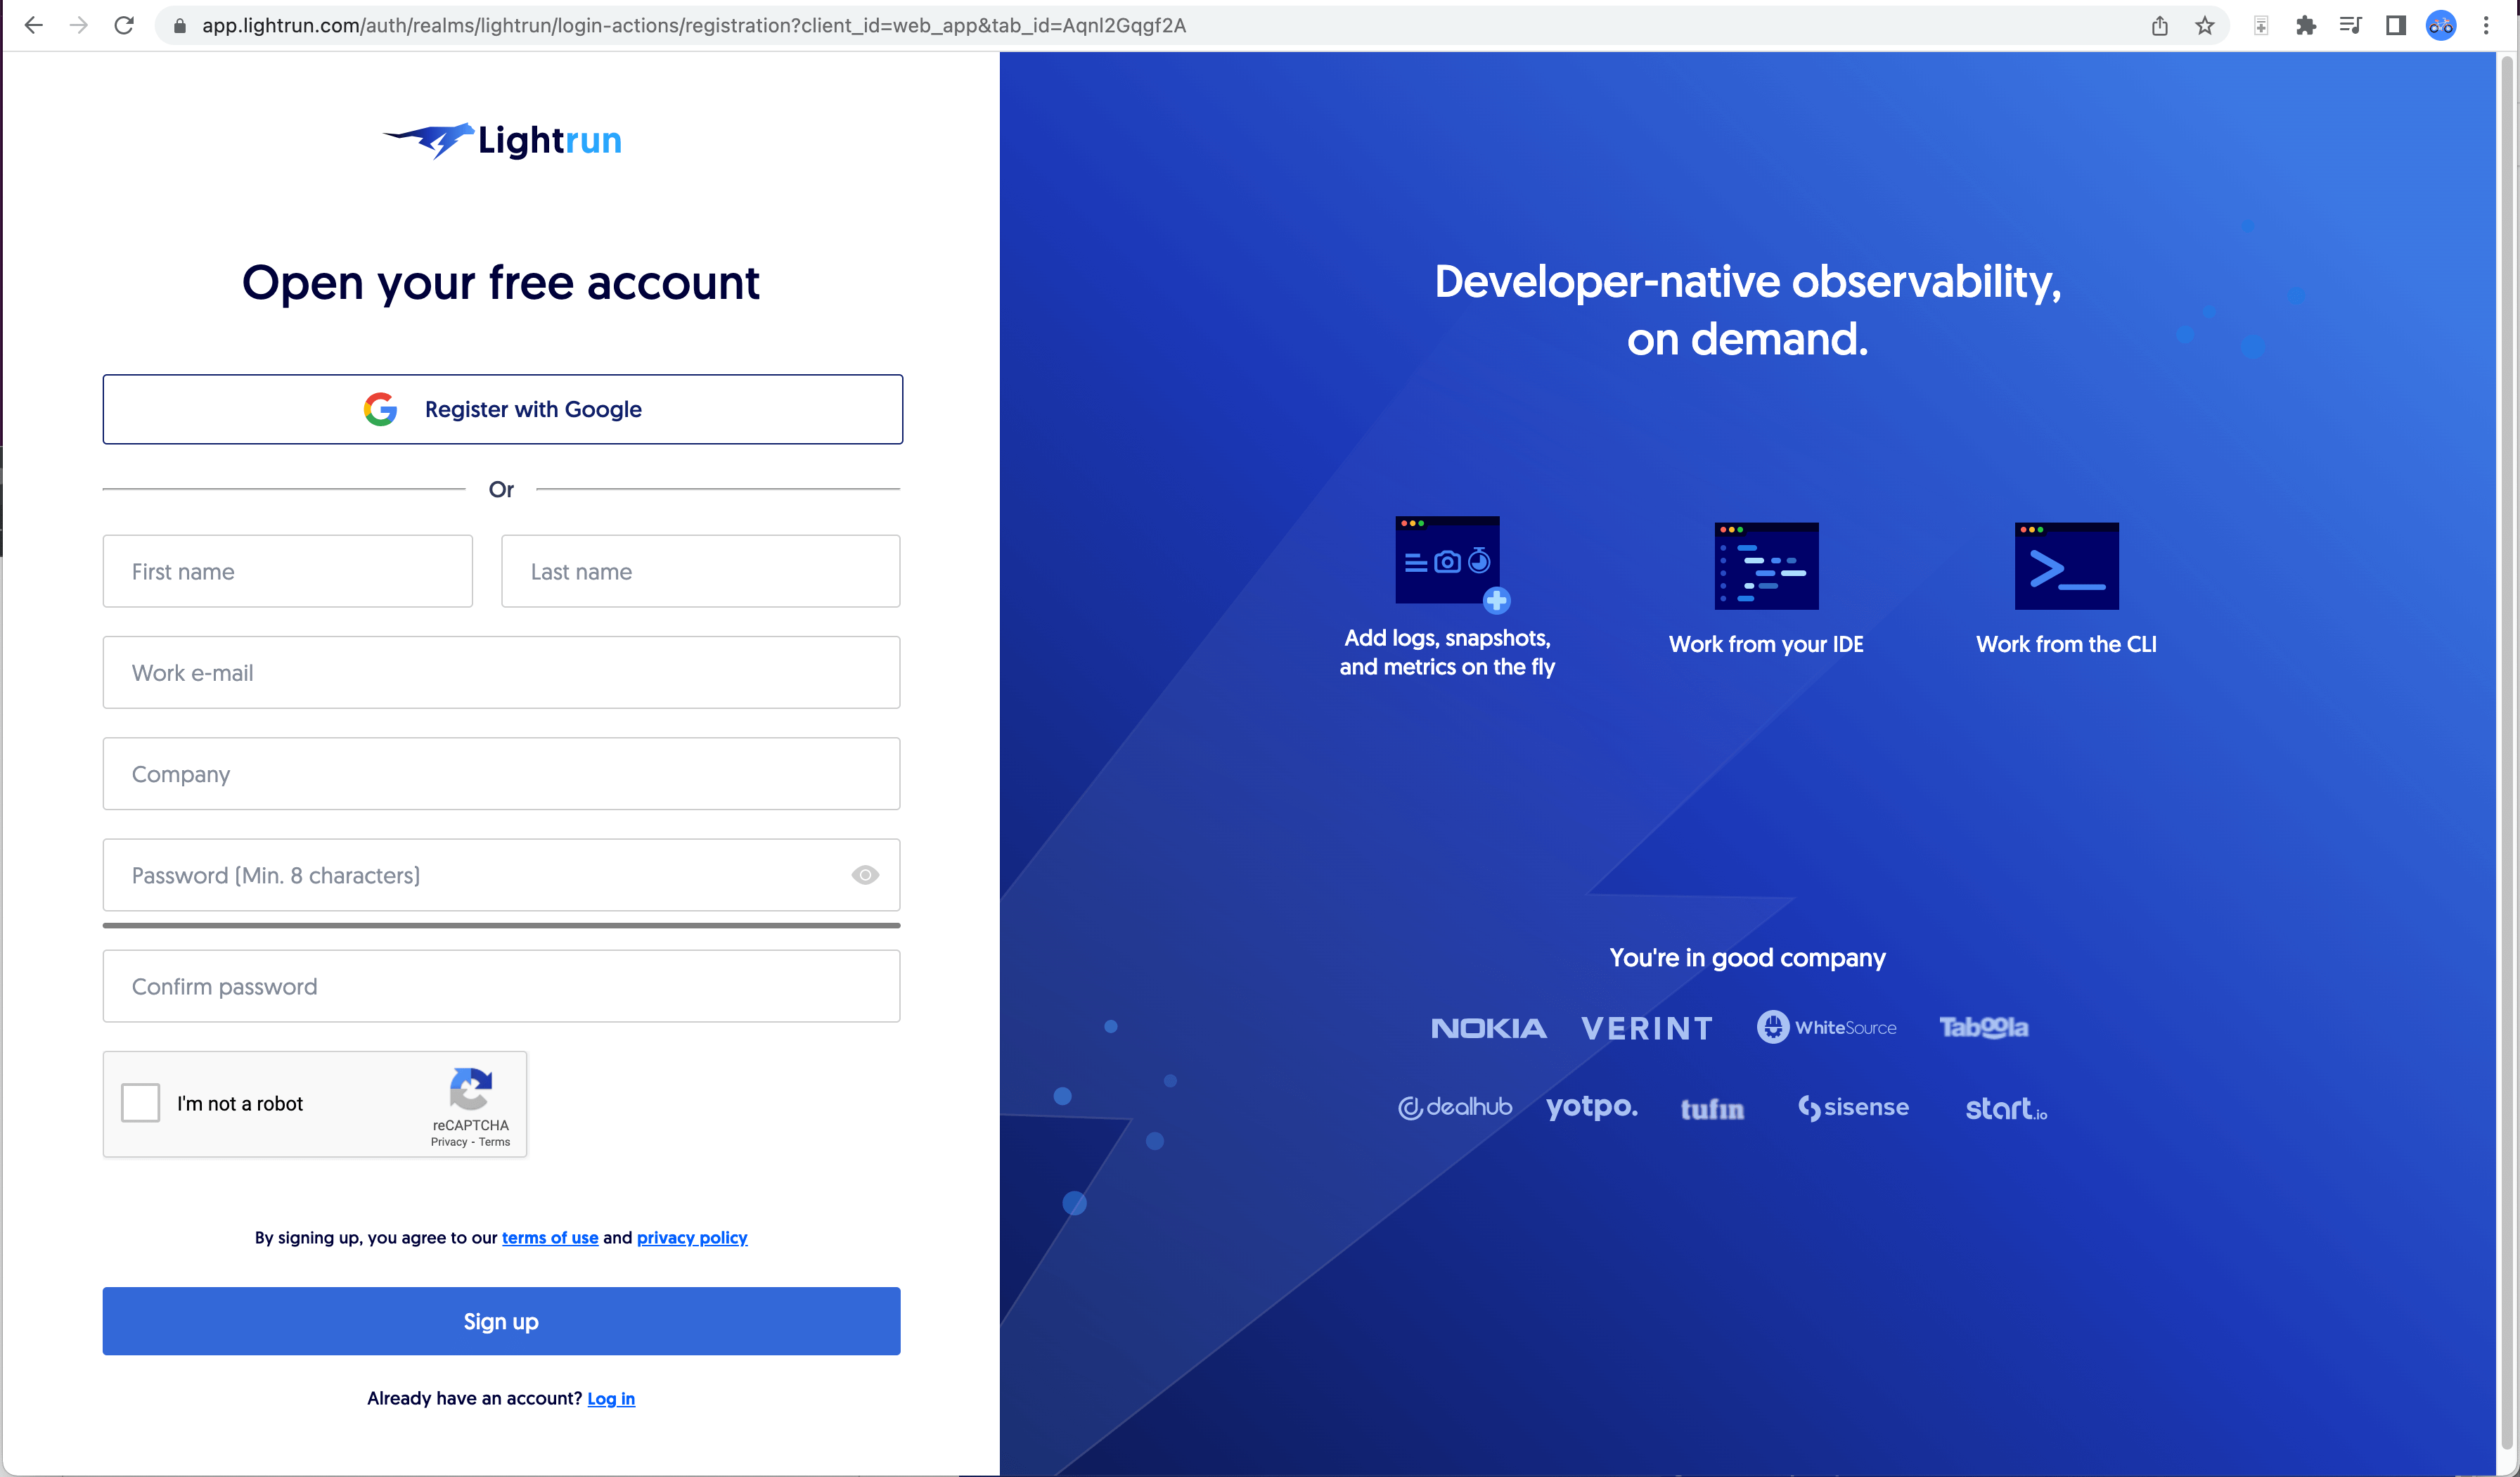 app.lightrun.com/auth/realms/lightrun/login-actions/registration?client_id=web_app&tab_id=Aqnl2Gqgf2A
Lightrun
Open your free account
Register with Google
Or
First name
Last name
Work e-mail
Company
Password (Min. 8 characters)
Confirm password
I'm not a robot
reCAPTCHA
Privacy - Terms
By signing up, you agree to our terms of use and privacy policy
Sign up
Already have an account? Log in
Developer-native observability,
on demand.
Add logs, snapshots,
and metrics on the fly
Work from your IDE
Work from the CLI
You're in good company
NOKIA VERINT WhiteSource Taboola
dealhub yotpo. tufin sisense start.io